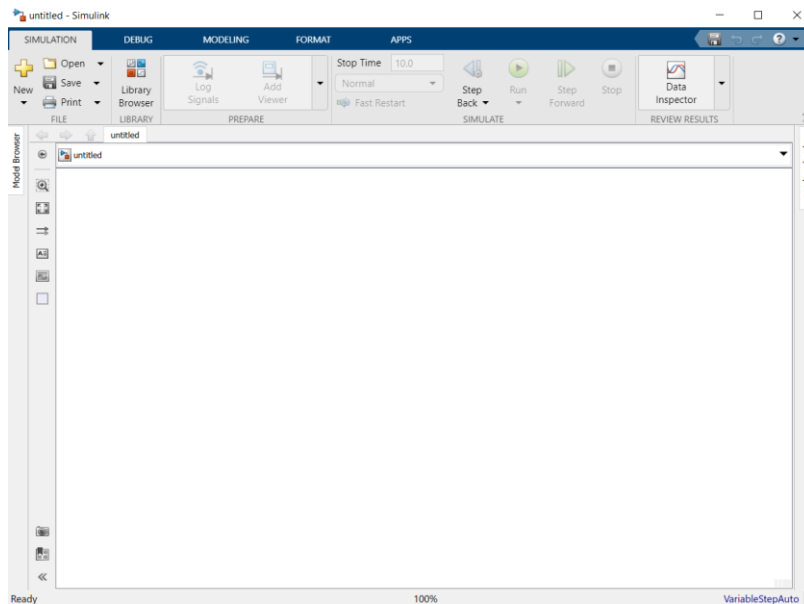 untitled - Simulink
SIMULATION DEBUG MODELING FORMAT APPS
New
Open
Save
Print
FILE
Library
Browser
LIBRARY
Log
Signals
Add
Viewer
PREPARE
Stop Time 10.0
Normal
Fast Restart
Step
Back
Run
Step
Forward
Stop
SIMULATE
Data
Inspector
REVIEW RESULTS
Model Browser
untitled
untitled
Ready 100% VariableStepAuto